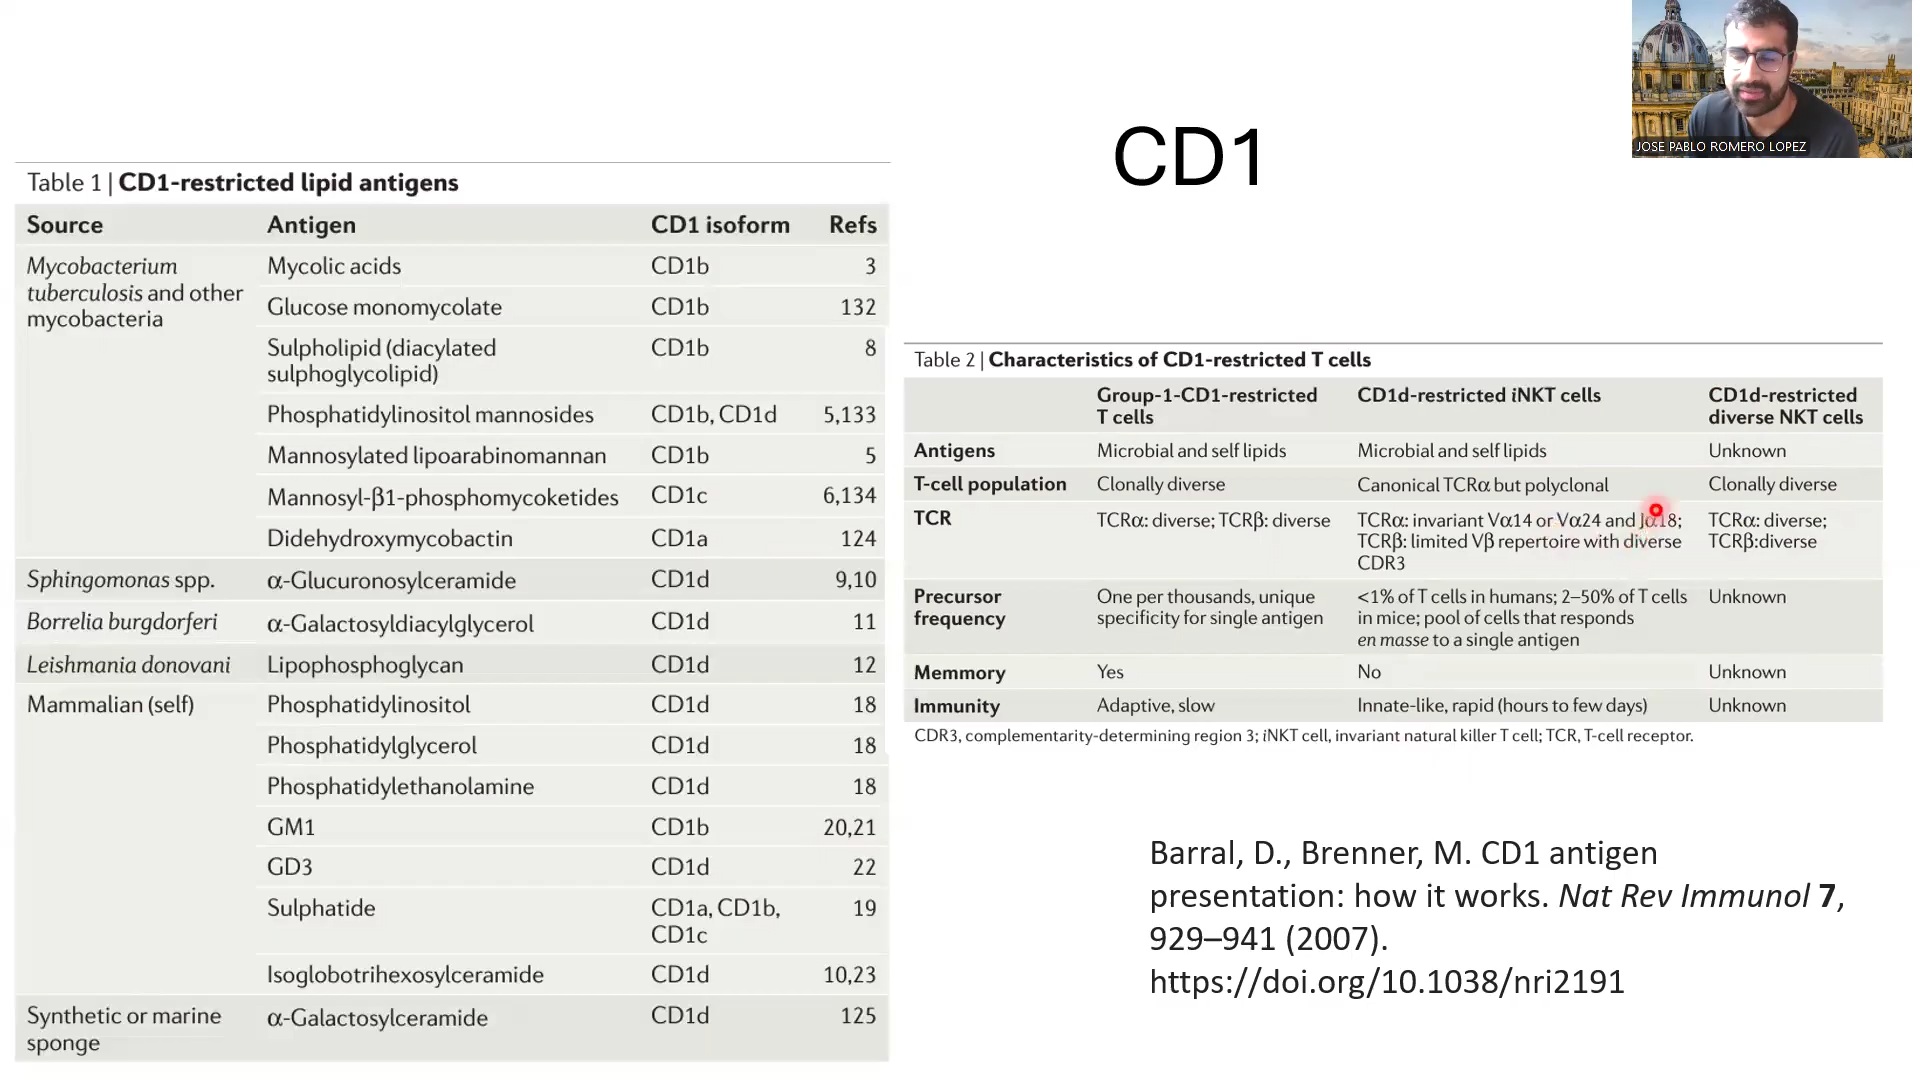 JOSE PABLO ROMERO LOPEZ
CD1
Table 1 | CD1-restricted lipid antigens
Source Antigen CD1 isoform Refs
Mycobacterium tuberculosis and other mycobacteria Mycolic acids CD1b 3
Glucose monomycolate CD1b 132
Sulpholipid (diacylated sulphoglycolipid) CD1b 8
Phosphatidylinositol mannosides CD1b, CD1d 5,133
Mannosylated lipoarabinomannan CD1b 5
Mannosyl-β1-phosphomycoketides CD1c 6,134
Didehydroxymycobactin CD1a 124
Sphingomonas spp. α-Glucuronosylceramide CD1d 9,10
Borrelia burgdorferi α-Galactosyldiacylglycerol CD1d 11
Leishmania donovani Lipophosphoglycan CD1d 12
Mammalian (self) Phosphatidylinositol CD1d 18
Phosphatidylglycerol CD1d 18
Phosphatidylethanolamine CD1d 18
GM1 CD1b 20,21
GD3 CD1d 22
Sulphatide CD1a, CD1b, CD1c 19
Isoglobotrihexosylceramide CD1d 10,23
Synthetic or marine sponge α-Galactosylceramide CD1d 125
Table 2 | Characteristics of CD1-restricted T cells
Group-1-CD1-restricted T cells CD1d-restricted iNKT cells CD1d-restricted diverse NKT cells
Antigens Microbial and self lipids Microbial and self lipids Unknown
T-cell population Clonally diverse Canonical TCRα but polyclonal Clonally diverse
TCR TCRα: diverse; TCRβ: diverse TCRα: invariant Vα14 or Vα24 and Jα18; TCRβ: limited Vβ repertoire with diverse CDR3 TCRα: diverse; TCRβ:diverse
Precursor frequency One per thousands, unique specificity for single antigen <1% of T cells in humans; 2–50% of T cells in mice; pool of cells that responds en masse to a single antigen Unknown
Memmory Yes No Unknown
Immunity Adaptive, slow Innate-like, rapid (hours to few days) Unknown
CDR3, complementarity-determining region 3; iNKT cell, invariant natural killer T cell; TCR, T-cell receptor.
Barral, D., Brenner, M. CD1 antigen
presentation: how it works. Nat Rev Immunol 7,
929–941 (2007).
https://doi.org/10.1038/nri2191